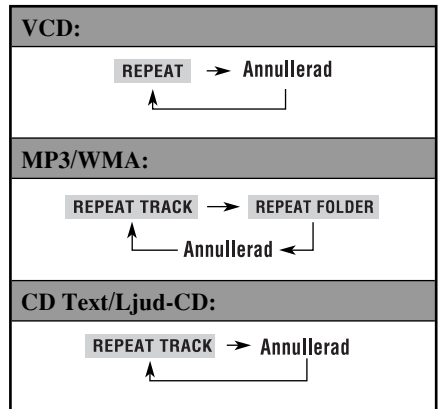 VCD:
REPEAT → Annullerad
MP3/WMA:
REPEAT TRACK → REPEAT FOLDER
Annullerad
CD Text/Ljud-CD:
REPEAT TRACK → Annullerad